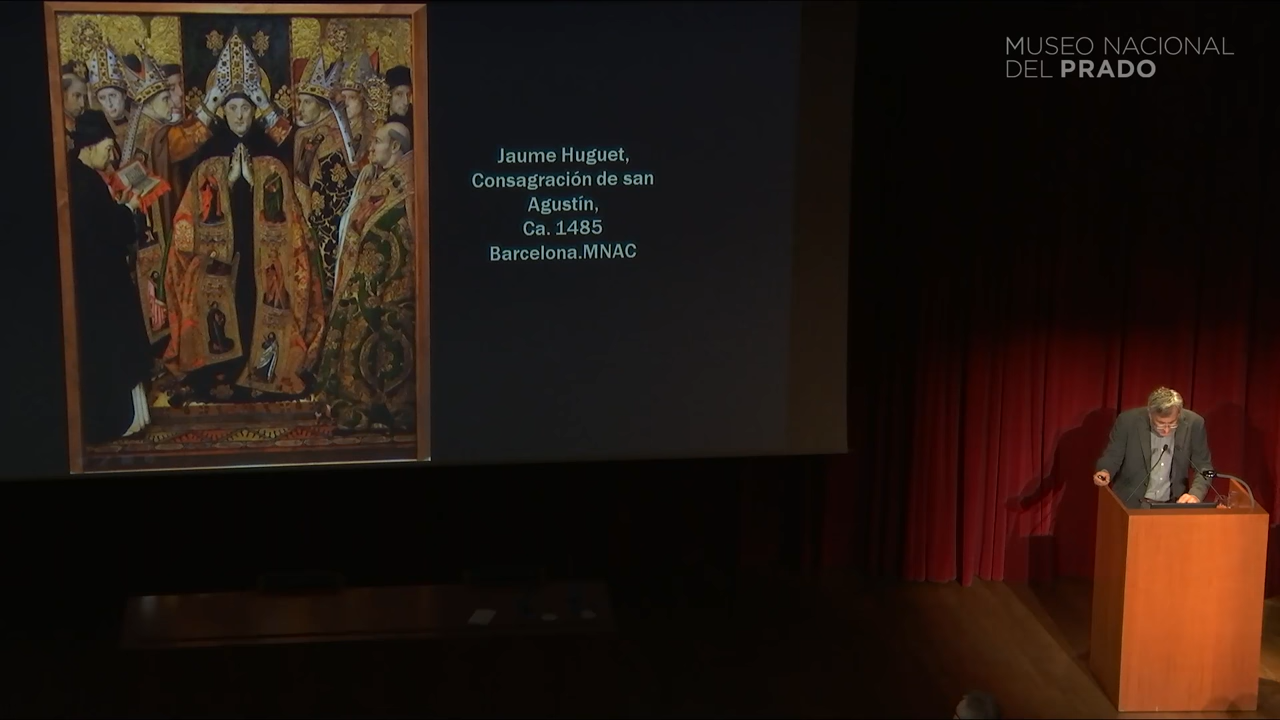 MUSEO NACIONAL
DEL PRADO
Jaume Huguet,
Consagración de san
Agustín,
Ca. 1485
Barcelona.MNAC